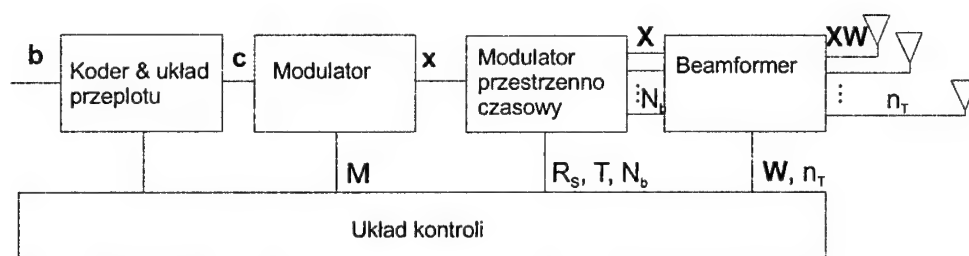 b
Koder & układ
przeplotu
c
Modulator
x
Modulator
przestrzenno
czasowy
X
⋮N_b
Beamformer
XW
⋮ n_T
M
R_S, T, N_b
W, n_T
Układ kontroli